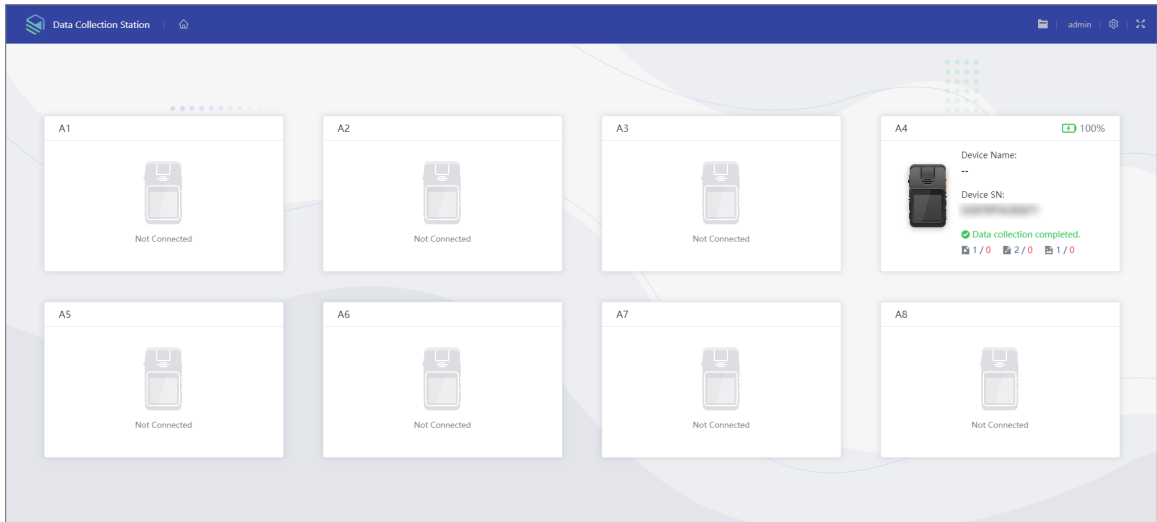 Data Collection Station
admin
A1
Not Connected
A2
Not Connected
A3
Not Connected
A4
100%
Device Name:
--
Device SN:
Data collection completed.
1 / 0
2 / 0
1 / 0
A5
Not Connected
A6
Not Connected
A7
Not Connected
A8
Not Connected